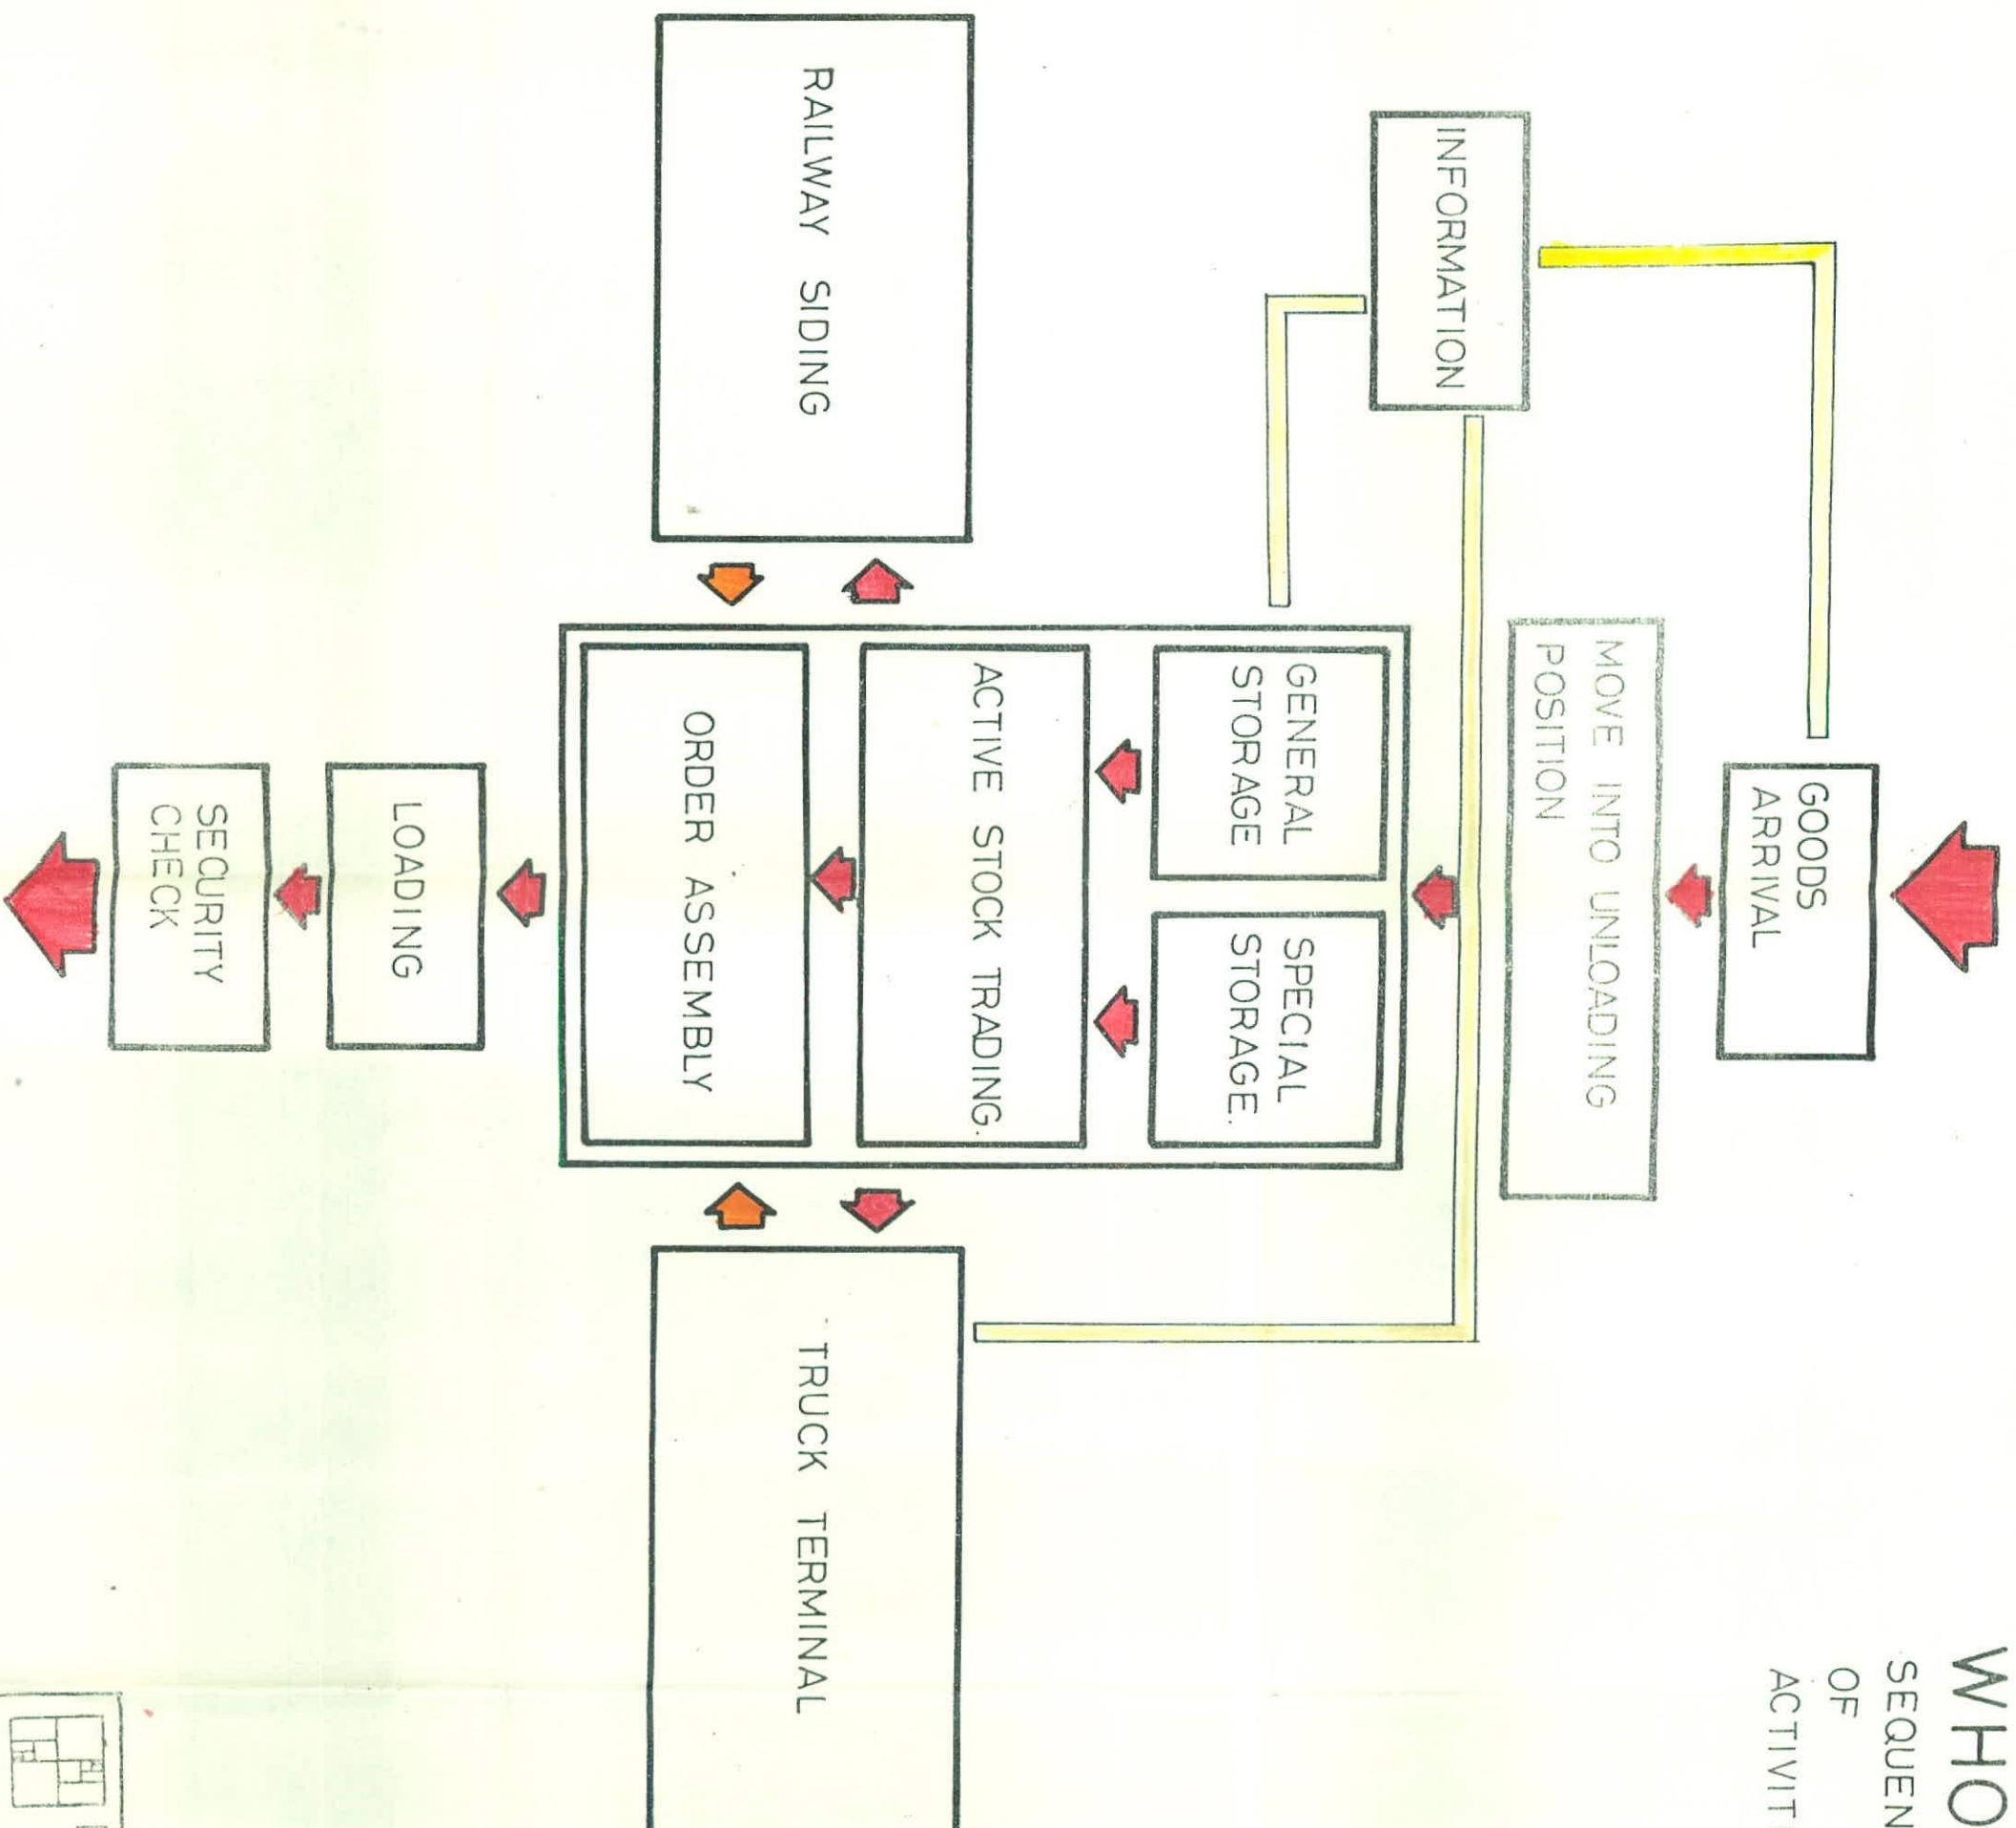 WHO
SEQUEN
OF
ACTIVIT
GOODS
ARRIVAL
MOVE INTO UNLOADING
POSITION
INFORMATION
GENERAL
STORAGE
SPECIAL
STORAGE.
ACTIVE STOCK TRADING.
RAILWAY SIDING
ORDER ASSEMBLY
TRUCK TERMINAL
LOADING
SECURITY
CHECK